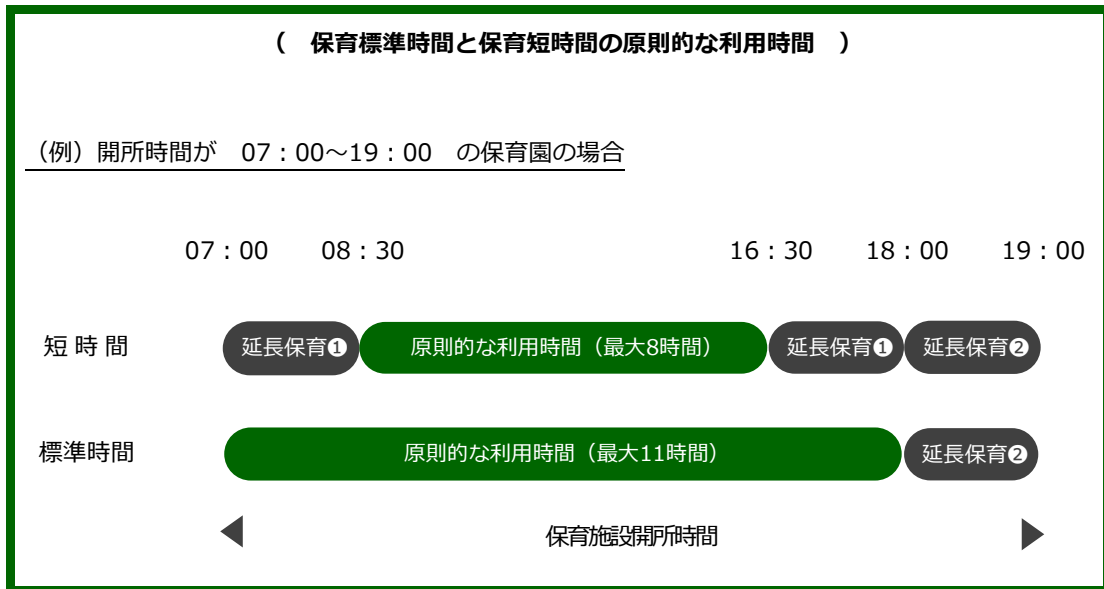 （　保育標準時間と保育短時間の原則的な利用時間　）
（例）開所時間が　07：00～19：00　の保育園の場合
07：00　08：30　16：30　18：00　19：00
短 時 間　延長保育❶　原則的な利用時間（最大8時間）　延長保育❶　延長保育❷
標準時間　原則的な利用時間（最大11時間）　延長保育❷
保育施設開所時間